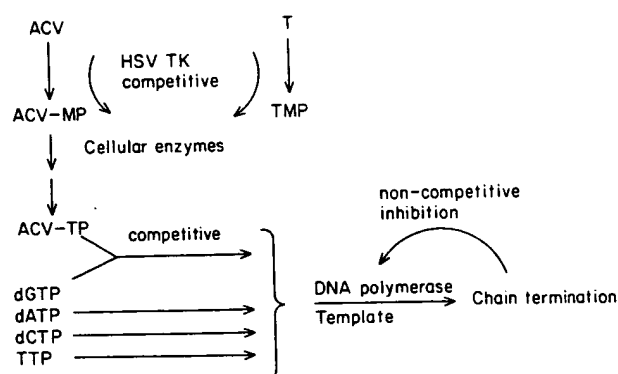 ACV
T
HSV TK
competitive
ACV-MP
TMP
Cellular enzymes
ACV-TP
competitive
non-competitive
inhibition
dGTP
dATP
dCTP
TTP
DNA polymerase
Template
Chain termination